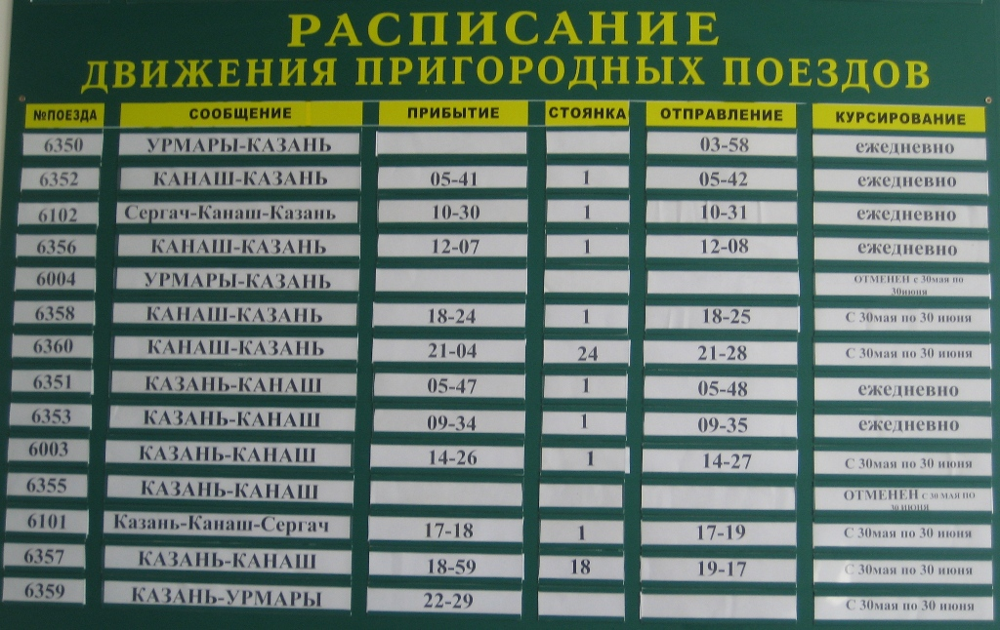 РАСПИСАНИЕ
ДВИЖЕНИЯ ПРИГОРОДНЫХ ПОЕЗДОВ
№ПОЕЗДА СООБЩЕНИЕ ПРИБЫТИЕ СТОЯНКА ОТПРАВЛЕНИЕ КУРСИРОВАНИЕ
6350 УРМАРЫ-КАЗАНЬ 03-58 ежедневно
6352 КАНАШ-КАЗАНЬ 05-41 1 05-42 ежедневно
6102 Сергач-Канаш-Казань 10-30 1 10-31 ежедневно
6356 КАНАШ-КАЗАНЬ 12-07 1 12-08 ежедневно
6004 УРМАРЫ-КАЗАНЬ ОТМЕНЕН с 30мая по
30июня
6358 КАНАШ-КАЗАНЬ 18-24 1 18-25 С 30мая по 30 июня
6360 КАНАШ-КАЗАНЬ 21-04 24 21-28 С 30мая по 30 июня
6351 КАЗАНЬ-КАНАШ 05-47 1 05-48 ежедневно
6353 КАЗАНЬ-КАНАШ 09-34 1 09-35 ежедневно
6003 КАЗАНЬ-КАНАШ 14-26 1 14-27 С 30мая по 30 июня
6355 КАЗАНЬ-КАНАШ ОТМЕНЕН С 30 МАЯ ПО
30 ИЮНЯ
6101 Казань-Канаш-Сергач 17-18 1 17-19 С 30мая по 30 июня
6357 КАЗАНЬ-КАНАШ 18-59 18 19-17 С 30мая по 30 июня
6359 КАЗАНЬ-УРМАРЫ 22-29 С 30мая по 30 июня